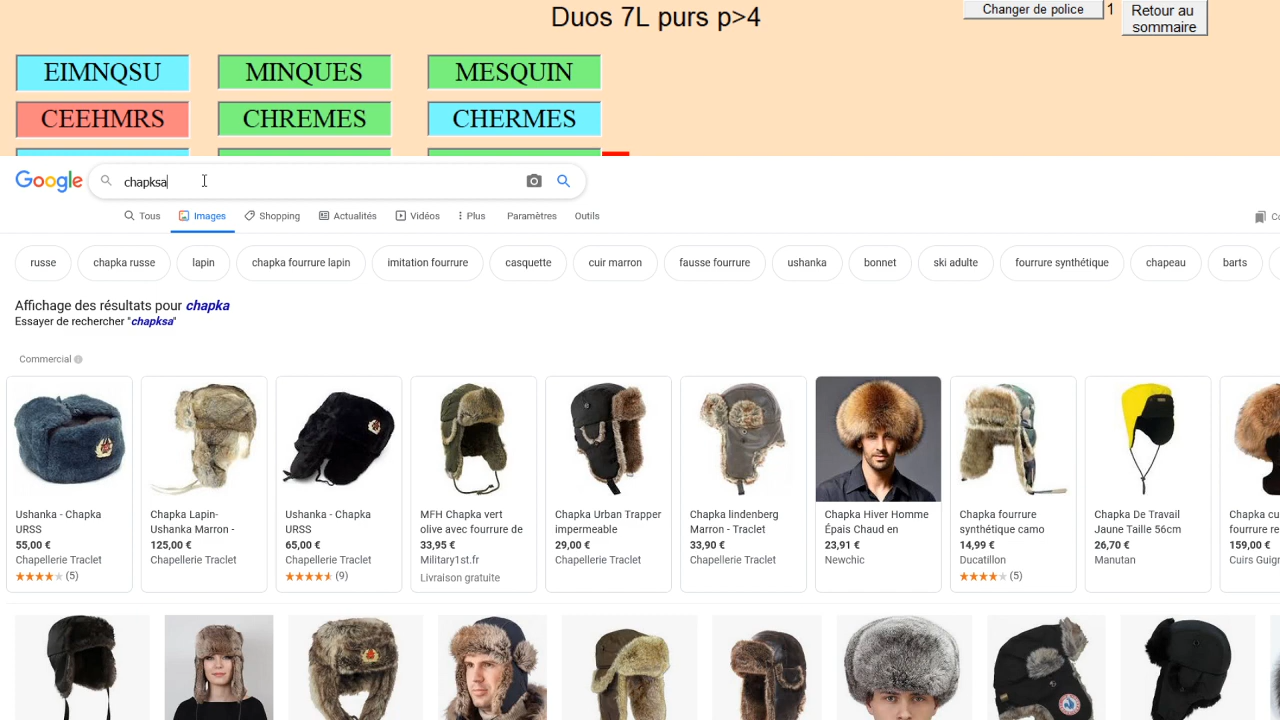 Duos 7L purs p>4
Changer de police 1 Retour au sommaire
EIMNQSU MINQUES MESQUIN
CEEHMRS CHREMES CHERMES
Google chapksa
Tous Images Shopping Actualités Vidéos Plus Paramètres Outils
russe chapka russe lapin chapka fourrure lapin imitation fourrure casquette cuir marron fausse fourrure ushanka bonnet ski adulte fourrure synthétique chapeau barts
Affichage des résultats pour chapka
Essayer de rechercher "chapksa"
Commercial
Ushanka - Chapka
URSS
55,00 €
Chapellerie Traclet
(5)
Chapka Lapin-
Ushanka Marron -
125,00 €
Chapellerie Traclet
Ushanka - Chapka
URSS
65,00 €
Chapellerie Traclet
(9)
MFH Chapka vert
olive avec fourrure de
33,95 €
Military1st.fr
Livraison gratuite
Chapka Urban Trapper
impermeable
29,00 €
Chapellerie Traclet
Chapka lindenberg
Marron - Traclet
33,90 €
Chapellerie Traclet
Chapka Hiver Homme
Épais Chaud en
23,91 €
Newchic
Chapka fourrure
synthétique camo
14,99 €
Ducatillon
(5)
Chapka De Travail
Jaune Taille 56cm
26,70 €
Manutan
Chapka cu
fourrure re
159,00 €
Cuirs Guign